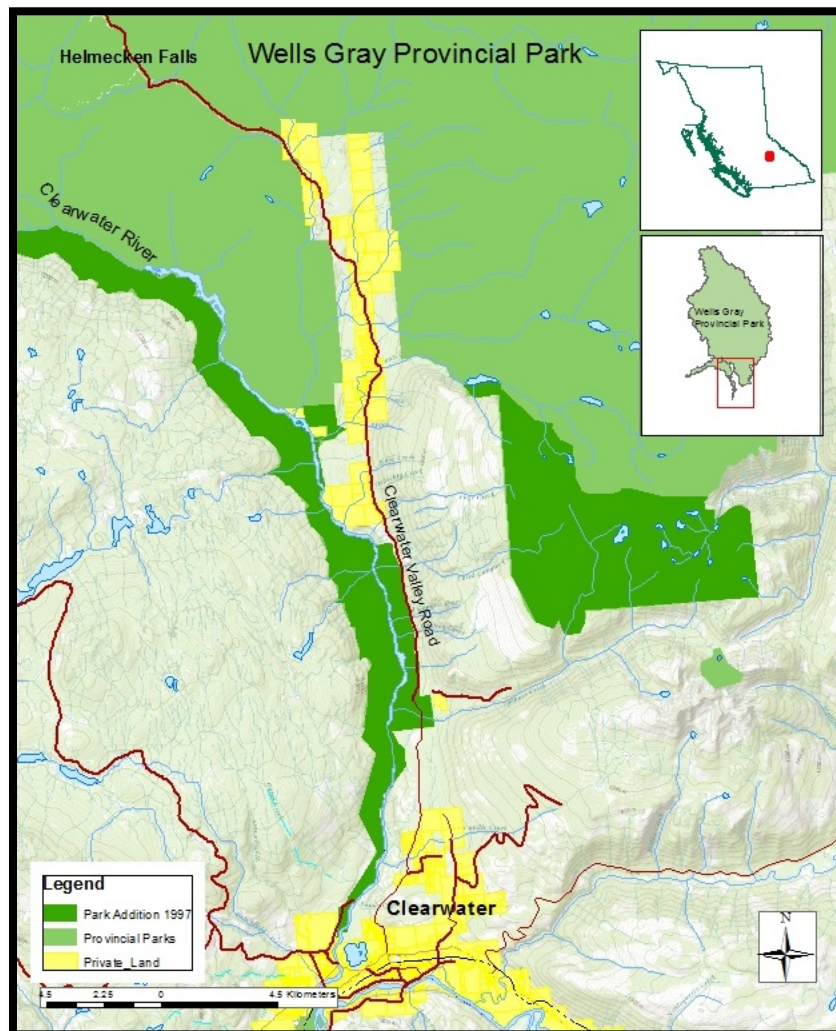 Helmecken Falls
Wells Gray Provincial Park
Clearwater River
Wells Gray
Provincial Park
Clearwater Valley Road
Clearwater
Legend
Park Addition 1997
Provincial Parks
Private_Land
N
4.5 2.25 0 4.5 Kilometers